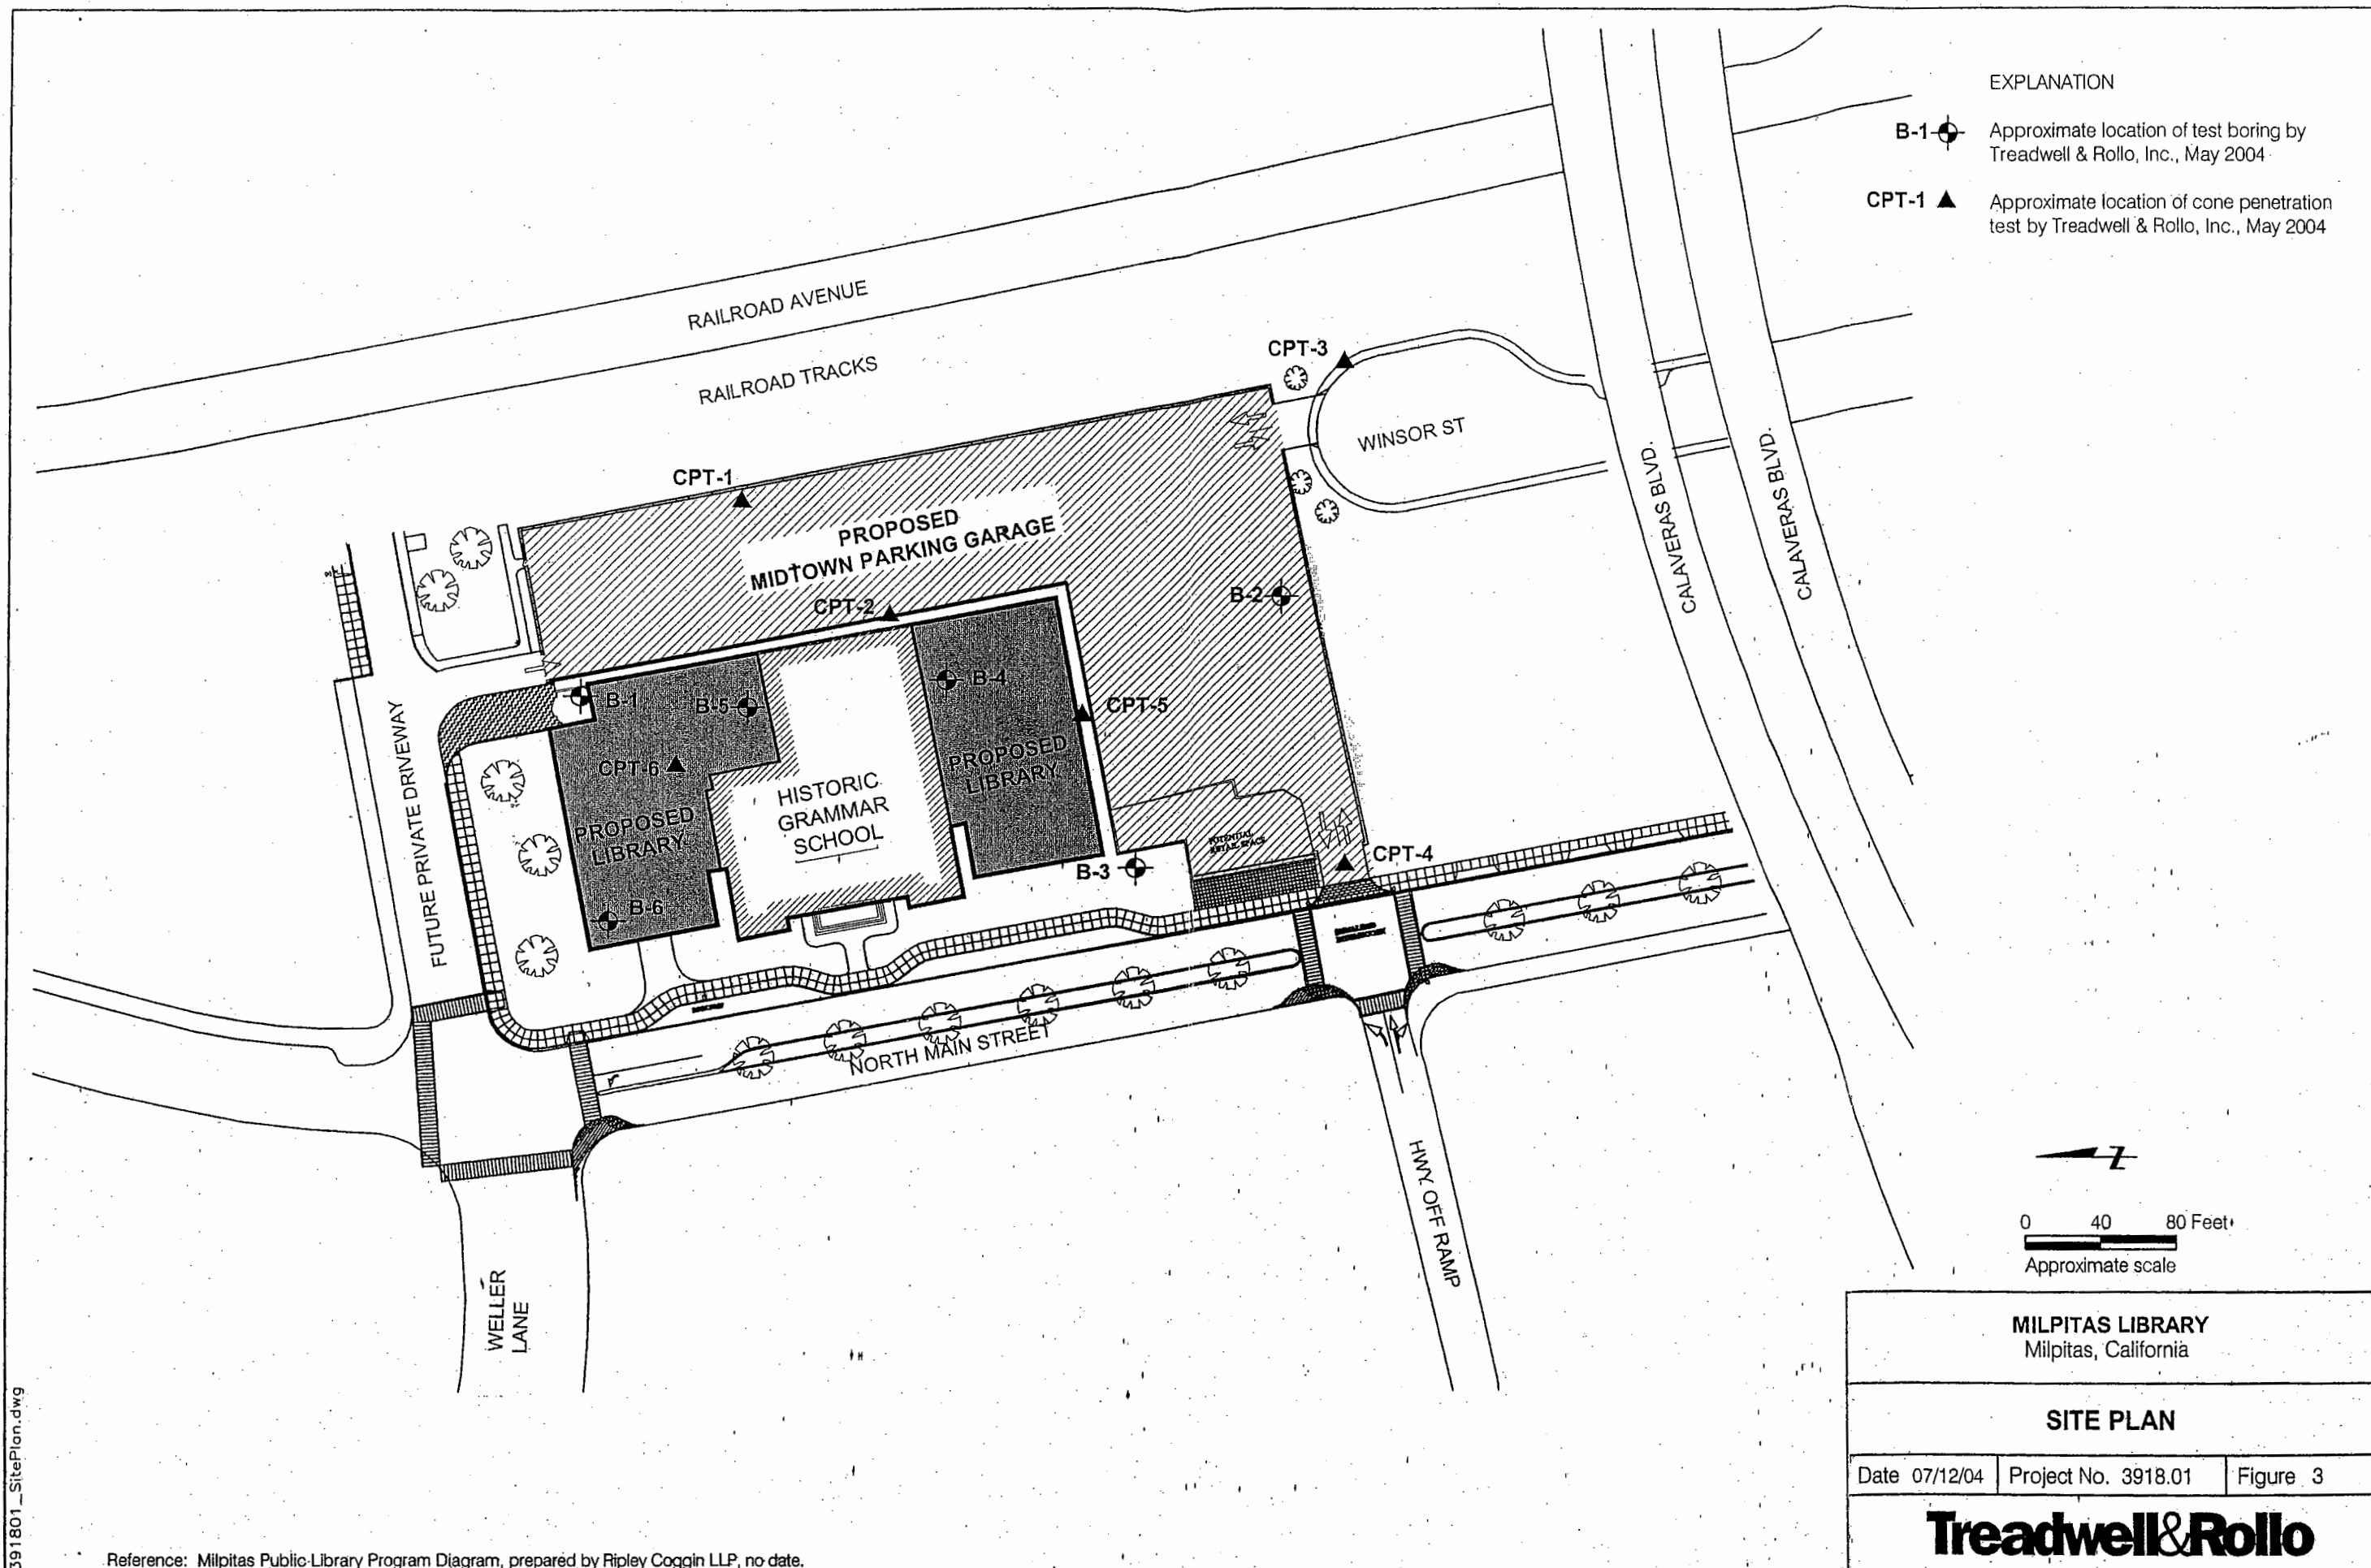 EXPLANATION
B-1 Approximate location of test boring by
Treadwell & Rollo, Inc., May 2004
CPT-1 Approximate location of cone penetration
test by Treadwell & Rollo, Inc., May 2004
RAILROAD AVENUE
RAILROAD TRACKS
CPT-3
WINSOR ST
CALAVERAS BLVD.
CALAVERAS BLVD.
CPT-1
PROPOSED
MIDTOWN PARKING GARAGE
CPT-2
B-2
B-1
B-5
B-4
CPT-5
CPT-6
PROPOSED
LIBRARY
PROPOSED
LIBRARY
HISTORIC
GRAMMAR
SCHOOL
POTENTIAL
RETAIL SPACE
CPT-4
B-3
B-6
FUTURE PRIVATE DRIVEWAY
NORTH MAIN STREET
HWY. OFF RAMP
WELLER
LANE
Z
0 40 80 Feet
Approximate scale
MILPITAS LIBRARY
Milpitas, California
SITE PLAN
Date 07/12/04 Project No. 3918.01 Figure 3
Treadwell&Rollo
391801_SitePlan.dwg
Reference: Milpitas Public Library Program Diagram, prepared by Ripley Coggin LLP, no date.